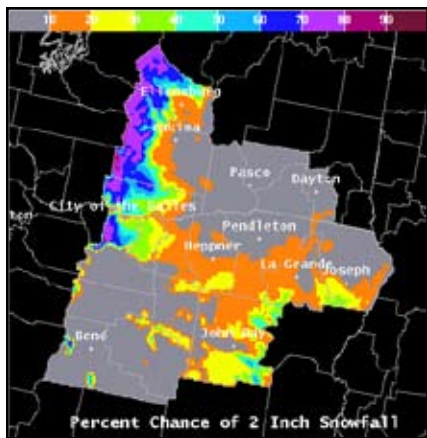 10 20 30 40 50 60 70 80 90
Ellensburg
Yakima
Pasco
Dayton
City of the Dalles
Pendleton
Heppner
La Grande
Joseph
John Day
Bend
Percent Chance of 2 Inch Snowfall